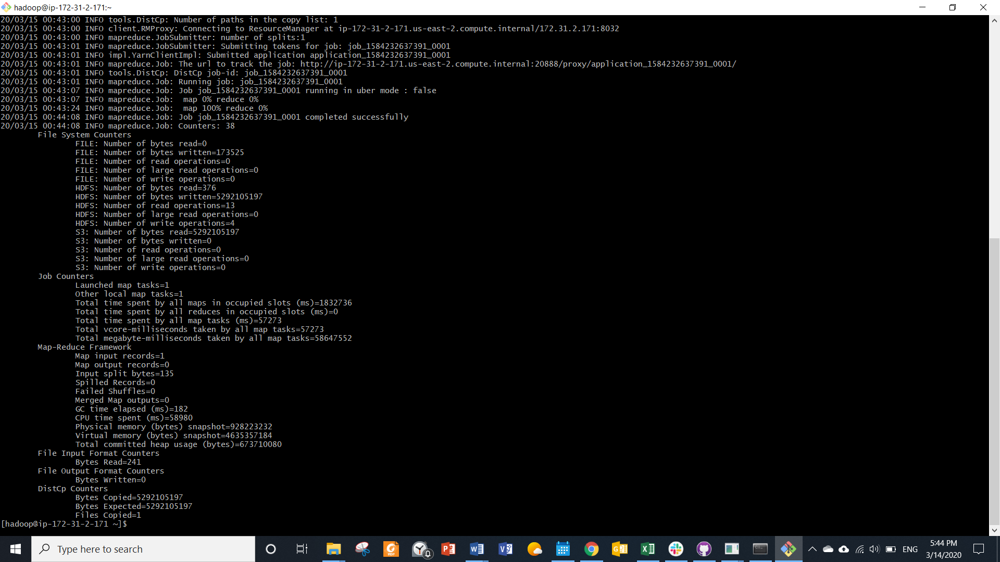 hadoop@ip-172-31-2-171:~
20/03/15 00:43:00 INFO tools.DistCp: Number of paths in the copy list: 1
20/03/15 00:43:00 INFO client.RMProxy: Connecting to ResourceManager at ip-172-31-2-171.us-east-2.compute.internal/172.31.2.171:8032
20/03/15 00:43:00 INFO mapreduce.JobSubmitter: number of splits:1
20/03/15 00:43:01 INFO mapreduce.JobSubmitter: Submitting tokens for job: job_1584232637391_0001
20/03/15 00:43:01 INFO impl.YarnClientImpl: Submitted application application_1584232637391_0001
20/03/15 00:43:01 INFO mapreduce.Job: The url to track the job: http://ip-172-31-2-171.us-east-2.compute.internal:20888/proxy/application_1584232637391_0001/
20/03/15 00:43:01 INFO tools.DistCp: DistCp job-id: job_1584232637391_0001
20/03/15 00:43:01 INFO mapreduce.Job: Running job: job_1584232637391_0001
20/03/15 00:43:07 INFO mapreduce.Job: Job job_1584232637391_0001 running in uber mode : false
20/03/15 00:43:07 INFO mapreduce.Job:  map 0% reduce 0%
20/03/15 00:43:24 INFO mapreduce.Job:  map 100% reduce 0%
20/03/15 00:44:08 INFO mapreduce.Job: Job job_1584232637391_0001 completed successfully
20/03/15 00:44:08 INFO mapreduce.Job: Counters: 38
File System Counters
FILE: Number of bytes read=0
FILE: Number of bytes written=173525
FILE: Number of read operations=0
FILE: Number of large read operations=0
FILE: Number of write operations=0
HDFS: Number of bytes read=376
HDFS: Number of bytes written=5292105197
HDFS: Number of read operations=13
HDFS: Number of large read operations=0
HDFS: Number of write operations=4
S3: Number of bytes read=5292105197
S3: Number of bytes written=0
S3: Number of read operations=0
S3: Number of large read operations=0
S3: Number of write operations=0
Job Counters
Launched map tasks=1
Other local map tasks=1
Total time spent by all maps in occupied slots (ms)=1832736
Total time spent by all reduces in occupied slots (ms)=0
Total time spent by all map tasks (ms)=57273
Total vcore-milliseconds taken by all map tasks=57273
Total megabyte-milliseconds taken by all map tasks=58647552
Map-Reduce Framework
Map input records=1
Map output records=0
Input split bytes=135
Spilled Records=0
Failed Shuffles=0
Merged Map outputs=0
GC time elapsed (ms)=182
CPU time spent (ms)=58980
Physical memory (bytes) snapshot=928223232
Virtual memory (bytes) snapshot=4635357184
Total committed heap usage (bytes)=673710080
File Input Format Counters
Bytes Read=241
File Output Format Counters
Bytes Written=0
DistCp Counters
Bytes Copied=5292105197
Bytes Expected=5292105197
Files Copied=1
[hadoop@ip-172-31-2-171 ~]$
Type here to search
ENG
5:44 PM
3/14/2020